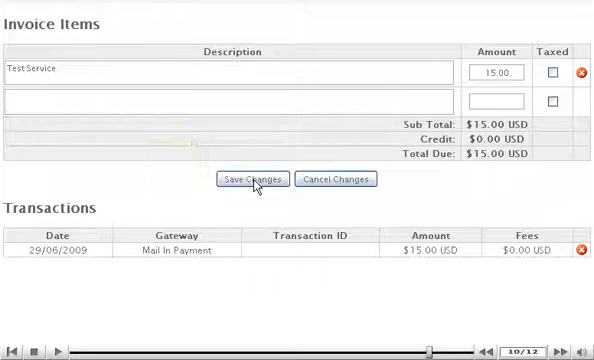 Invoice Items
Description Amount Taxed
Test Service 15.00
Sub Total: $15.00 USD
Credit: $0.00 USD
Total Due: $15.00 USD
Save Changes Cancel Changes
Transactions
Date Gateway Transaction ID Amount Fees
29/06/2009 Mail In Payment $15.00 USD $0.00 USD
10/12